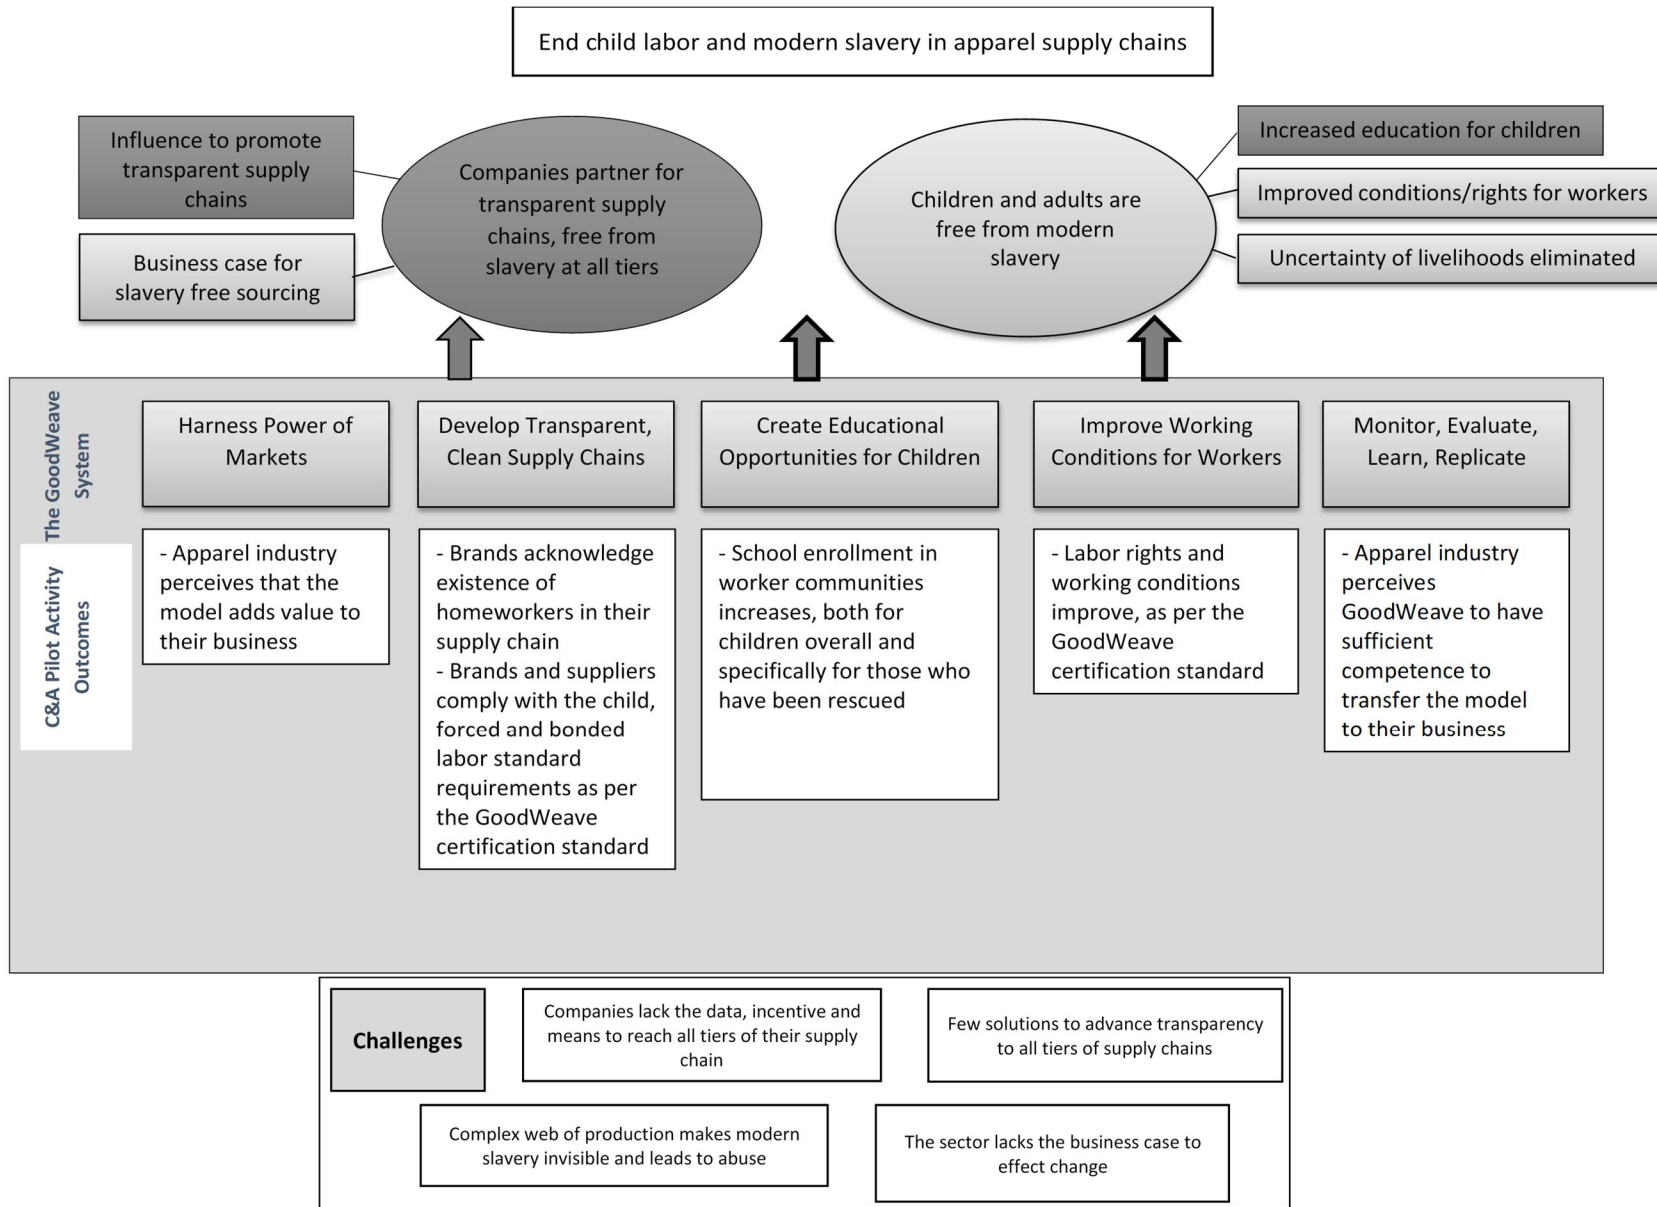 End child labor and modern slavery in apparel supply chains
Influence to promote
transparent supply
chains
Business case for
slavery free sourcing
Companies partner for
transparent supply
chains, free from
slavery at all tiers
Children and adults are
free from modern
slavery
Increased education for children
Improved conditions/rights for workers
Uncertainty of livelihoods eliminated
The GoodWeave
System
Harness Power of
Markets
Develop Transparent,
Clean Supply Chains
Create Educational
Opportunities for Children
Improve Working
Conditions for Workers
Monitor, Evaluate,
Learn, Replicate
C&A Pilot Activity
Outcomes
- Apparel industry
perceives that the
model adds value to
their business
- Brands acknowledge
existence of
homeworkers in their
supply chain
- Brands and suppliers
comply with the child,
forced and bonded
labor standard
requirements as per
the GoodWeave
certification standard
- School enrollment in
worker communities
increases, both for
children overall and
specifically for those who
have been rescued
- Labor rights and
working conditions
improve, as per the
GoodWeave
certification standard
- Apparel industry
perceives
GoodWeave to have
sufficient
competence to
transfer the model
to their business
Challenges
Companies lack the data, incentive and
means to reach all tiers of their supply
chain
Few solutions to advance transparency
to all tiers of supply chains
Complex web of production makes modern
slavery invisible and leads to abuse
The sector lacks the business case to
effect change